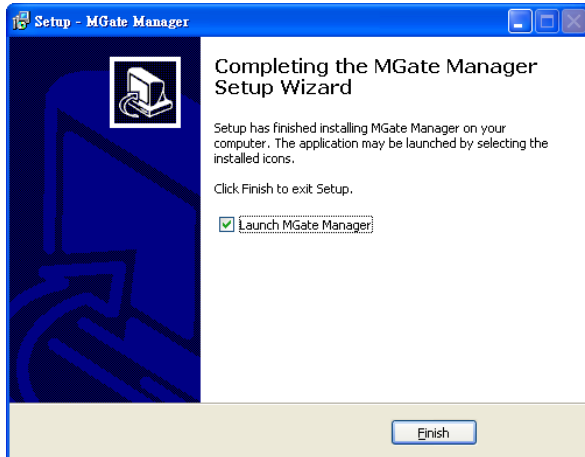 Setup - MGate Manager
Completing the MGate Manager
Setup Wizard
Setup has finished installing MGate Manager on your
computer. The application may be launched by selecting the
installed icons.
Click Finish to exit Setup.
Launch MGate Manager
Finish